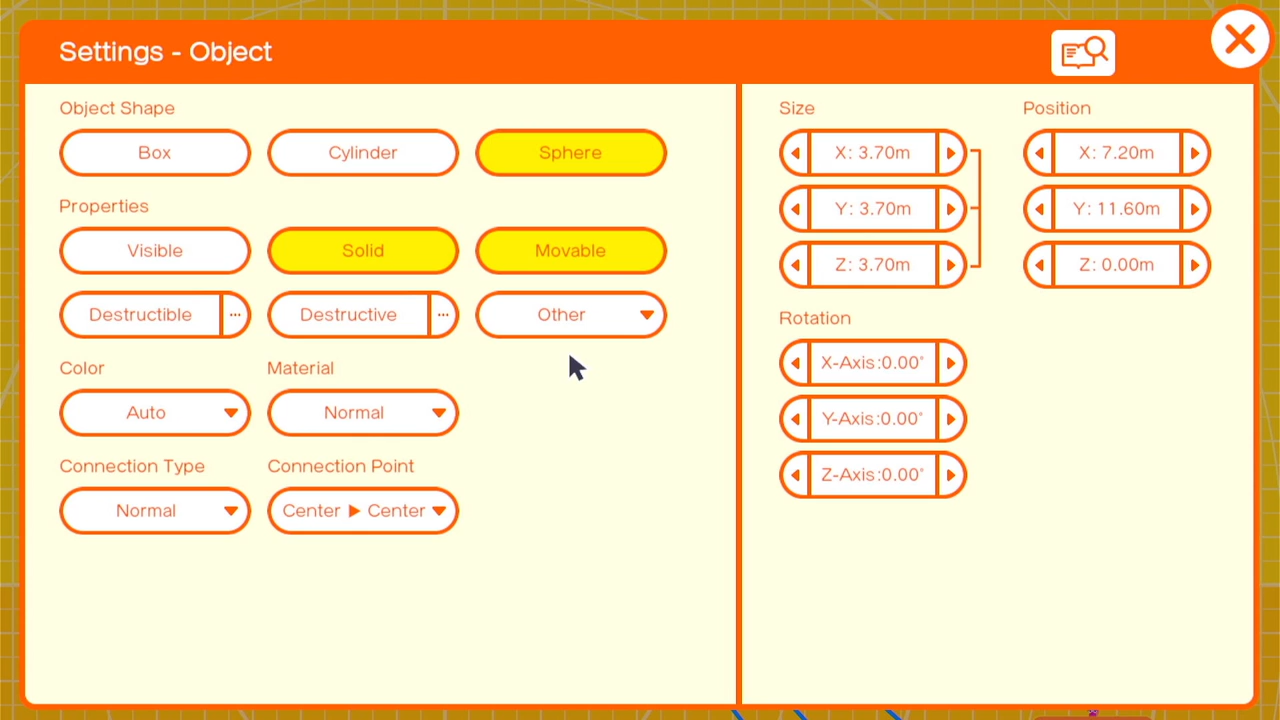 Settings - Object
Object Shape
Box
Cylinder
Sphere
Properties
Visible
Solid
Movable
Destructible ...
Destructive ...
Other
Color
Material
Auto
Normal
Connection Type
Connection Point
Normal
Center ▶ Center
Size
X: 3.70m
Y: 3.70m
Z: 3.70m
Position
X: 7.20m
Y: 11.60m
Z: 0.00m
Rotation
X-Axis:0.00°
Y-Axis:0.00°
Z-Axis:0.00°